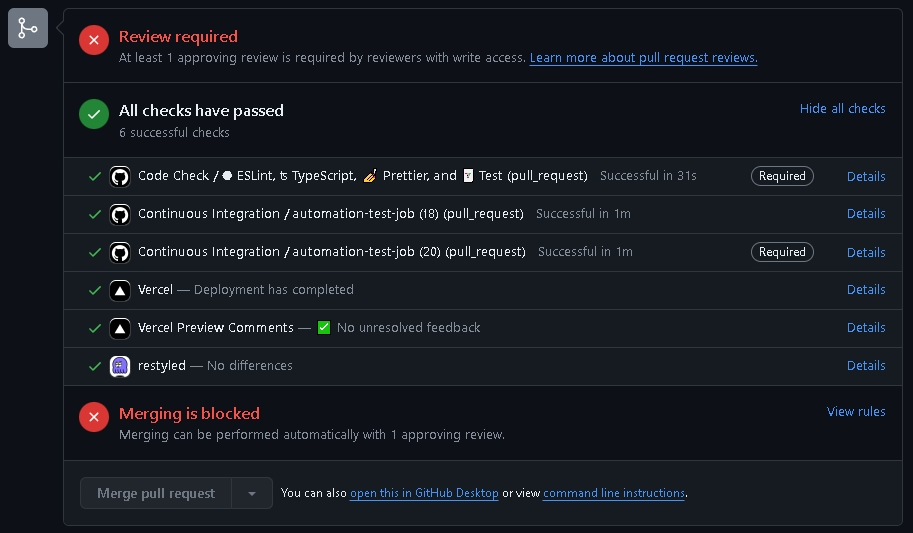 Review required
At least 1 approving review is required by reviewers with write access. Learn more about pull request reviews.
All checks have passed
Hide all checks
6 successful checks
Code Check / ⬣ ESLint, ʦ TypeScript, 💅 Prettier, and 🃏 Test (pull_request) Successful in 31s Required Details
Continuous Integration / automation-test-job (18) (pull_request) Successful in 1m Details
Continuous Integration / automation-test-job (20) (pull_request) Successful in 1m Required Details
Vercel — Deployment has completed Details
Vercel Preview Comments — ✅ No unresolved feedback Details
restyled — No differences Details
Merging is blocked
View rules
Merging can be performed automatically with 1 approving review.
Merge pull request You can also open this in GitHub Desktop or view command line instructions.